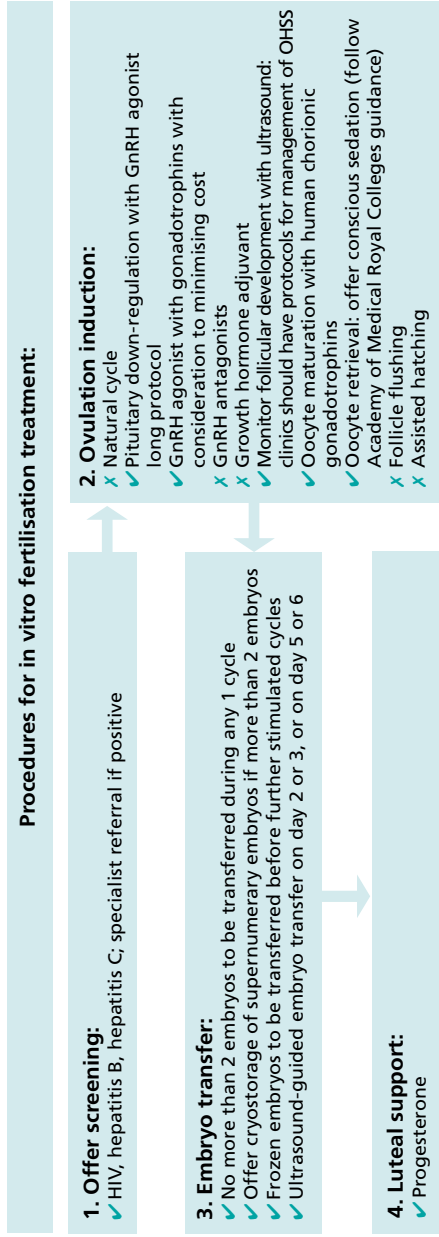 Procedures for in vitro fertilisation treatment:
1. Offer screening:
✓ HIV, hepatitis B, hepatitis C; specialist referral if positive
2. Ovulation induction:
✗ Natural cycle
✓ Pituitary down-regulation with GnRH agonist
long protocol
✓ GnRH agonist with gonadotrophins with
consideration to minimising cost
✗ GnRH antagonists
✗ Growth hormone adjuvant
✓ Monitor follicular development with ultrasound:
clinics should have protocols for management of OHSS
✓ Oocyte maturation with human chorionic
gonadotrophins
✓ Oocyte retrieval: offer conscious sedation (follow
Academy of Medical Royal Colleges guidance)
✗ Follicle flushing
✗ Assisted hatching
3. Embryo transfer:
✓ No more than 2 embryos to be transferred during any 1 cycle
✓ Offer cryostorage of supernumerary embryos if more than 2 embryos
✓ Frozen embryos to be transferred before further stimulated cycles
✓ Ultrasound-guided embryo transfer on day 2 or 3, or on day 5 or 6
4. Luteal support:
✓ Progesterone